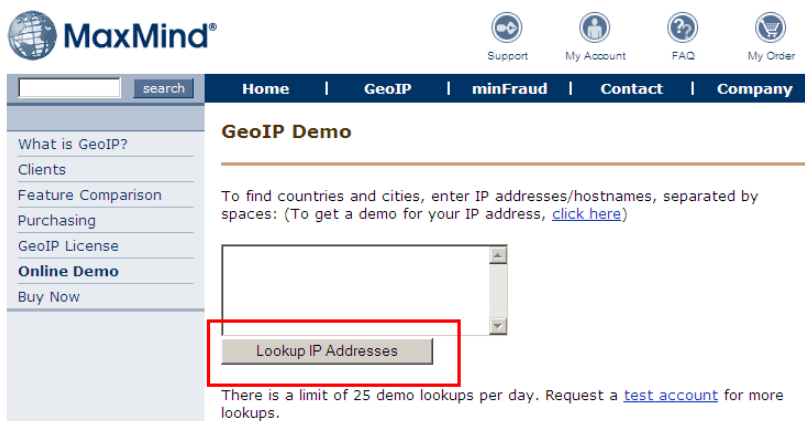 MaxMind®
Support My Account FAQ My Order
search Home | GeoIP | minFraud | Contact | Company
What is GeoIP?
Clients
Feature Comparison
Purchasing
GeoIP License
Online Demo
Buy Now
GeoIP Demo
To find countries and cities, enter IP addresses/hostnames, separated by
spaces: (To get a demo for your IP address, click here)
Lookup IP Addresses
There is a limit of 25 demo lookups per day. Request a test account for more
lookups.